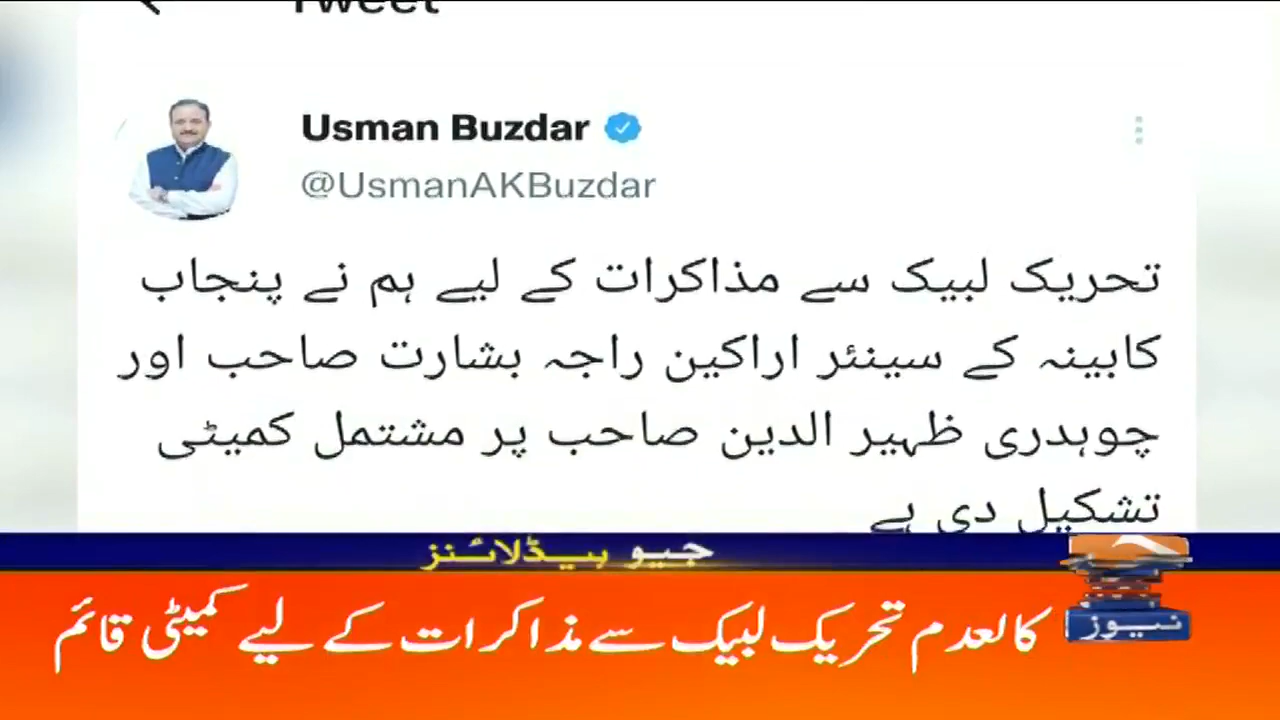 Tweet
Usman Buzdar
@UsmanAKBuzdar
تحریک لبیک سے مذاکرات کے لیے ہم نے پنجاب
کابینہ کے سینئر اراکین راجہ بشارت صاحب اور
چوہدری ظہیر الدین صاحب پر مشتمل کمیٹی
تشکیل دی ہے
جیو ہیڈلائنز
کالعدم تحریک لبیک سے مذاکرات کے لیے کمیٹی قائم
نیوز